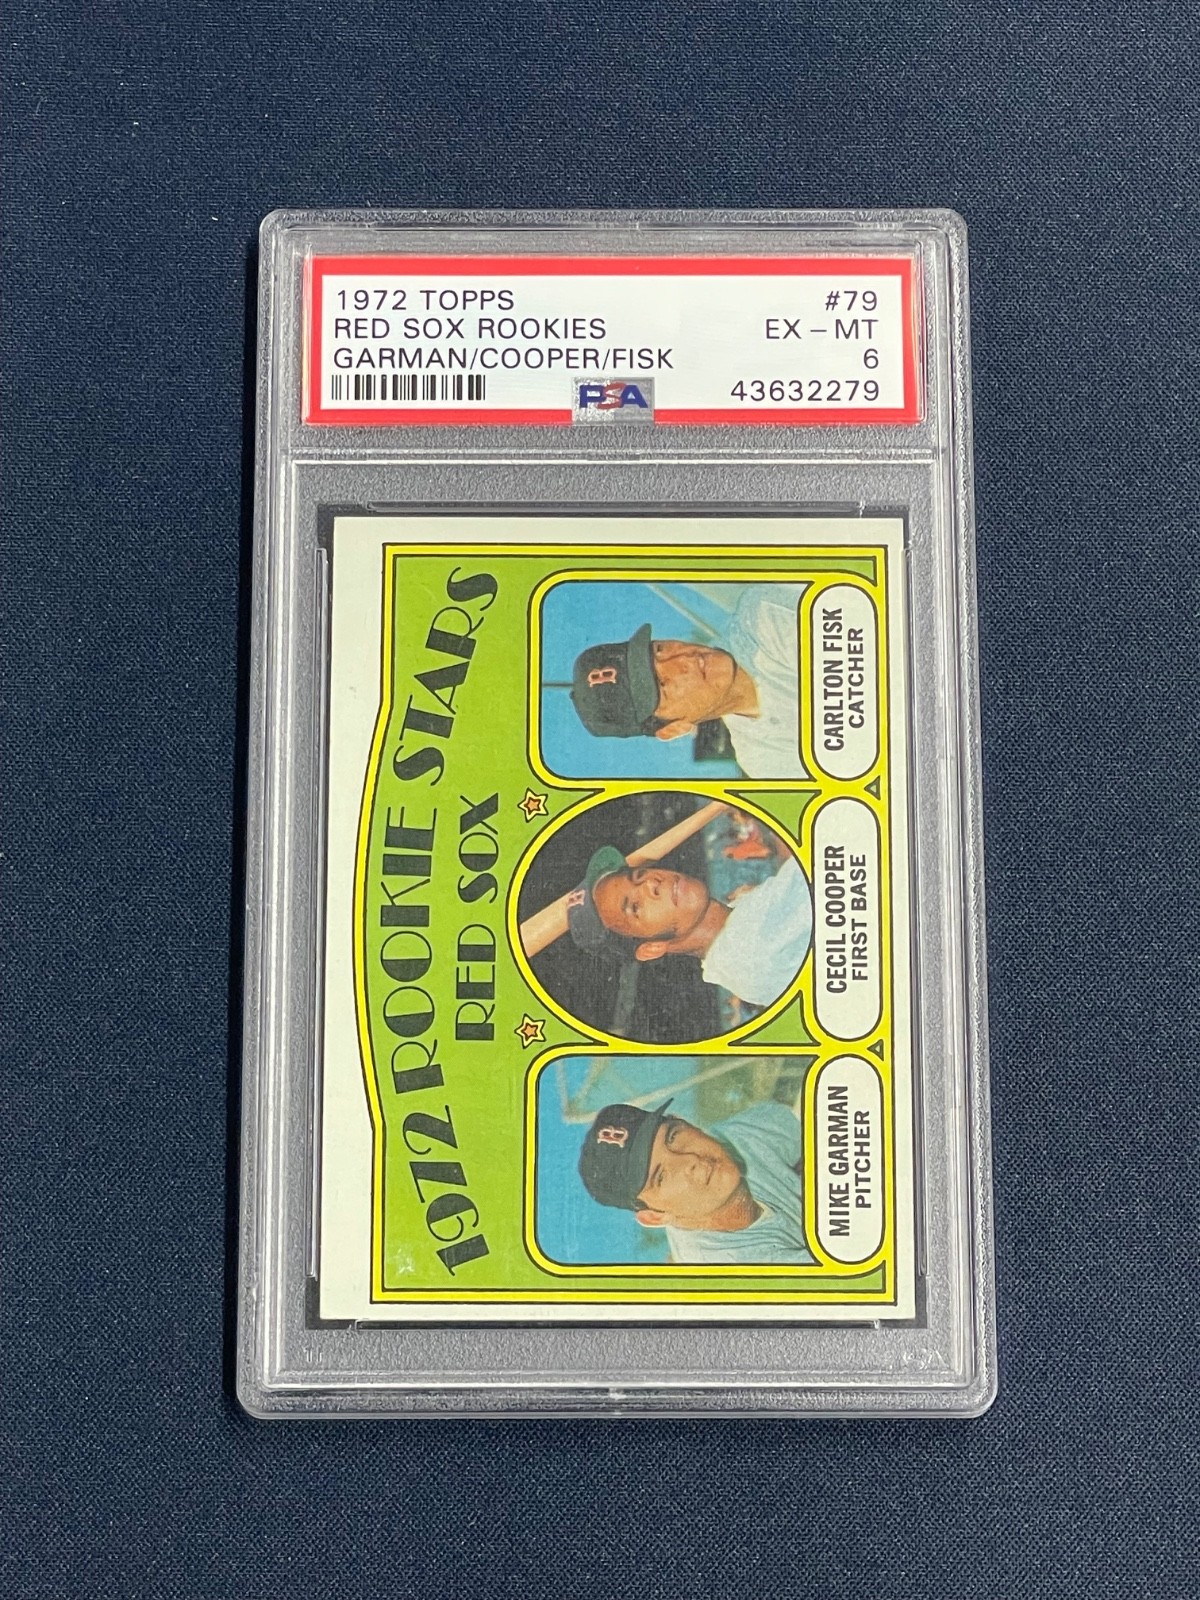 1972 TOPPS #79
RED SOX ROOKIES EX - MT
GARMAN/COOPER/FISK 6
PSA 43632279
1972 ROOKIE STARS
RED SOX
B
B
B
MIKE GARMAN
PITCHER
CECIL COOPER
FIRST BASE
CARLTON FISK
CATCHER